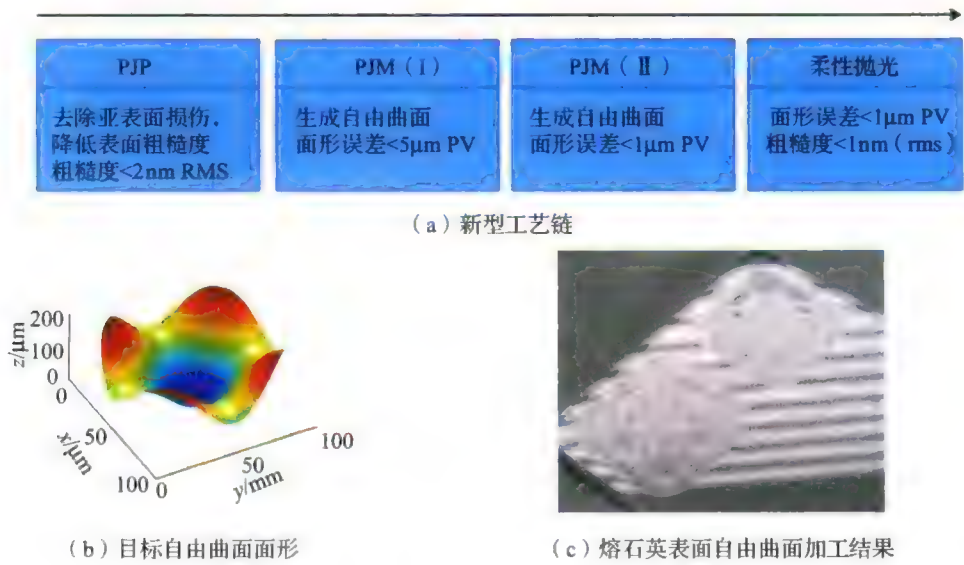 PJP
去除亚表面损伤,
降低表面粗糙度
粗糙度<2nm RMS
PJM (Ⅰ)
生成自由曲面
面形误差<5μm PV
PJM (Ⅱ)
生成自由曲面
面形误差<1μm PV
柔性抛光
面形误差<1μm PV
粗糙度<1nm (rms)
(a) 新型工艺链
200
100
0
z/μm
0
50
100
x/μm
0
50
100
y/mm
(b) 目标自由曲面面形
(c) 熔石英表面自由曲面加工结果